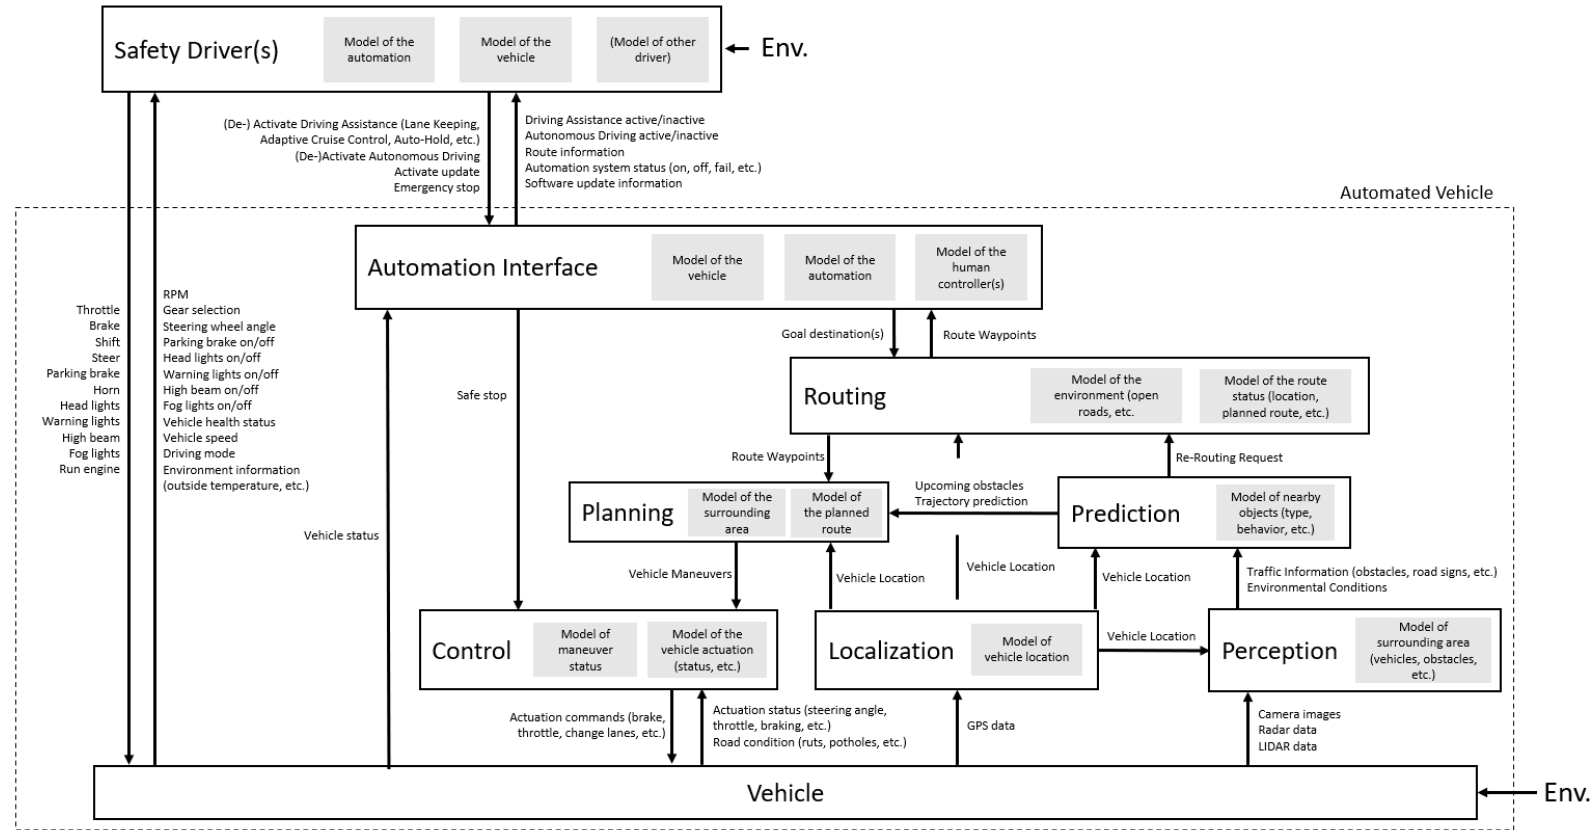 Safety Driver(s)
Model of the
automation
Model of the
vehicle
(Model of other
driver)
Env.
(De-) Activate Driving Assistance (Lane Keeping,
Adaptive Cruise Control, Auto-Hold, etc.)
(De-)Activate Autonomous Driving
Activate update
Emergency stop
Driving Assistance active/inactive
Autonomous Driving active/inactive
Route information
Automation system status (on, off, fail, etc.)
Software update information
Automated Vehicle
Automation Interface
Model of the
vehicle
Model of the
automation
Model of the
human
controller(s)
Throttle
Brake
Shift
Steer
Parking brake
Horn
Head lights
Warning lights
High beam
Fog lights
Run engine
RPM
Gear selection
Steering wheel angle
Parking brake on/off
Head lights on/off
Warning lights on/off
High beam on/off
Fog lights on/off
Vehicle health status
Vehicle speed
Driving mode
Environment information
(outside temperature, etc.)
Goal destination(s)
Route Waypoints
Safe stop
Routing
Model of the
environment (open
roads, etc.
Model of the route
status (location,
planned route, etc.)
Route Waypoints
Re-Routing Request
Planning
Model of the
surrounding
area
Model of
the planned
route
Upcoming obstacles
Trajectory prediction
Prediction
Model of nearby
objects (type,
behavior, etc.)
Vehicle status
Vehicle Maneuvers
Vehicle Location
Vehicle Location
Vehicle Location
Traffic Information (obstacles, road signs, etc.)
Environmental Conditions
Control
Model of
maneuver
status
Model of the
vehicle actuation
(status, etc.)
Localization
Model of
vehicle location
Vehicle Location
Perception
Model of
surrounding area
(vehicles, obstacles,
etc.)
Actuation commands (brake,
throttle, change lanes, etc.)
Actuation status (steering angle,
throttle, braking, etc.)
Road condition (ruts, potholes, etc.)
GPS data
Camera images
Radar data
LIDAR data
Vehicle
Env.